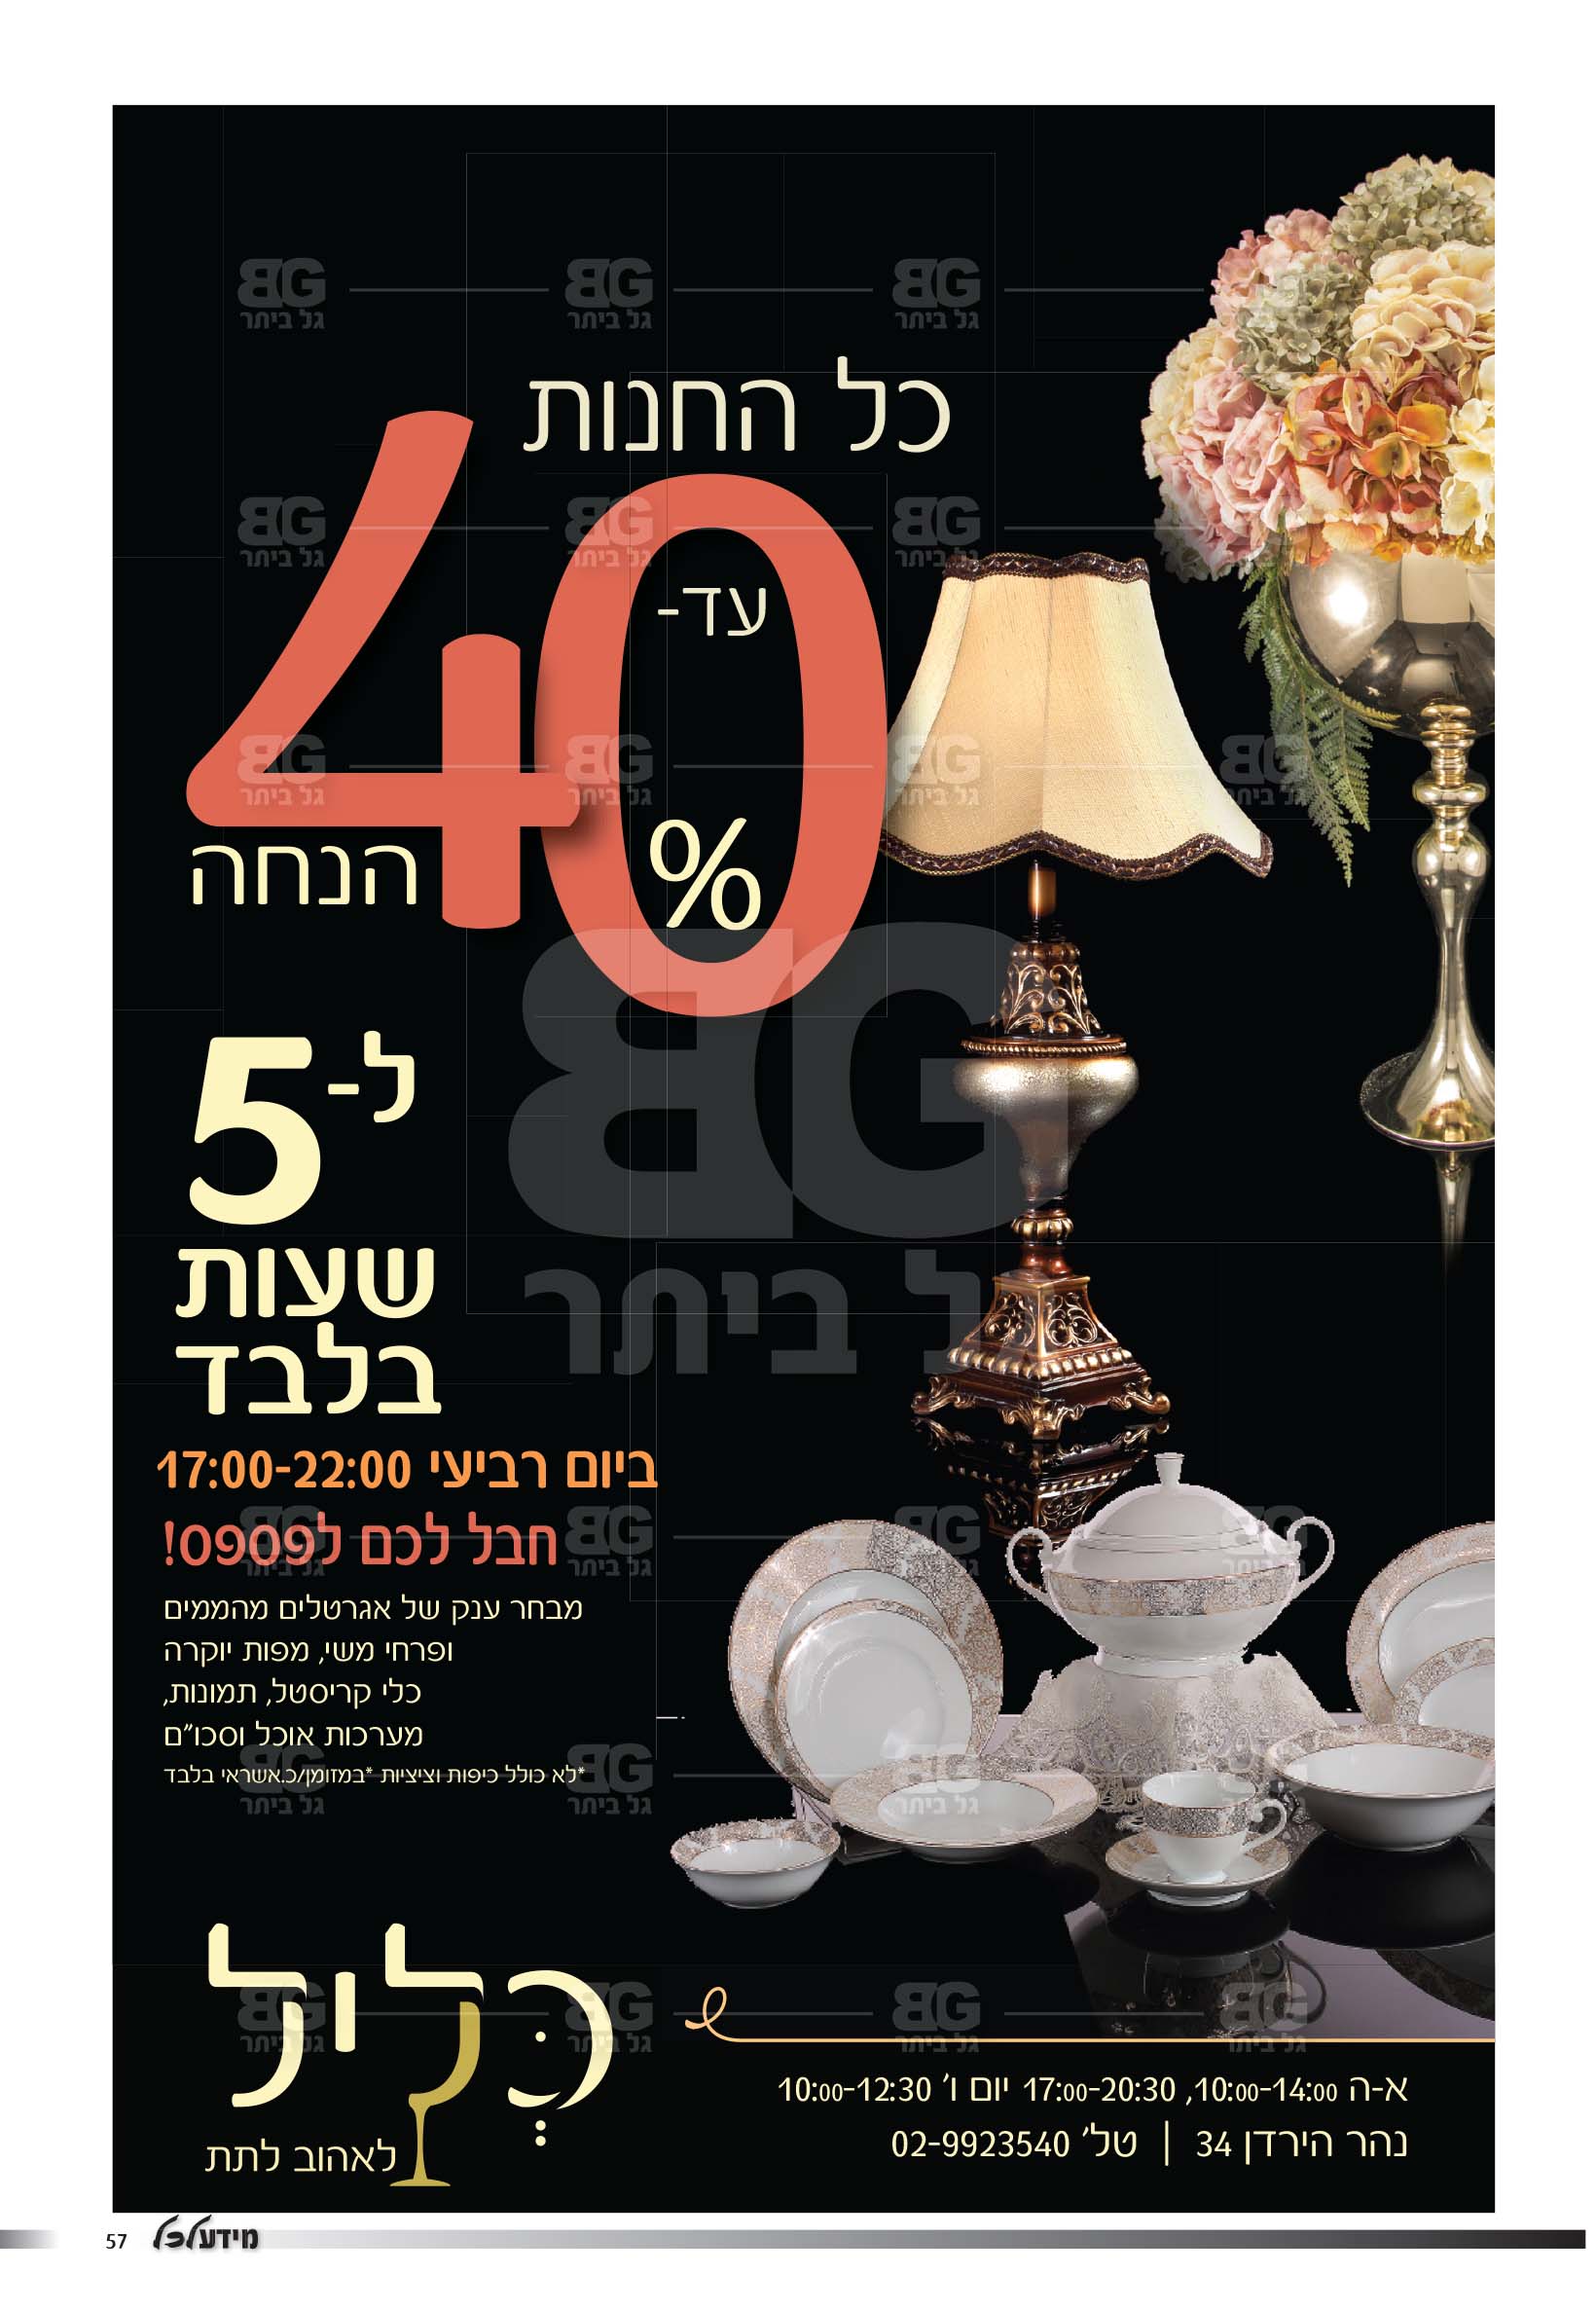 כל החנות
עד-
40%
הנחה
ל-5
שעות
בלבד
ביום רביעי 17:00-22:00
חבל לכם לפספס!
מבחר ענק של אגרטלים מהממים
ופרחי משי, מפות יוקרה
כלי קריסטל, תמונות,
מערכות אוכל וסכו״ם
*לא כולל כיפות וציציות *במזומן/כ.אשראי בלבד
כְּליל
לאהוב לתת
א-ה 10:00-14:00, 17:00-20:30 יום ו׳ 10:00-12:30
נהר הירדן 34 | טל׳ 02-9923540
BG
גל ביתר
57 מידע לכל